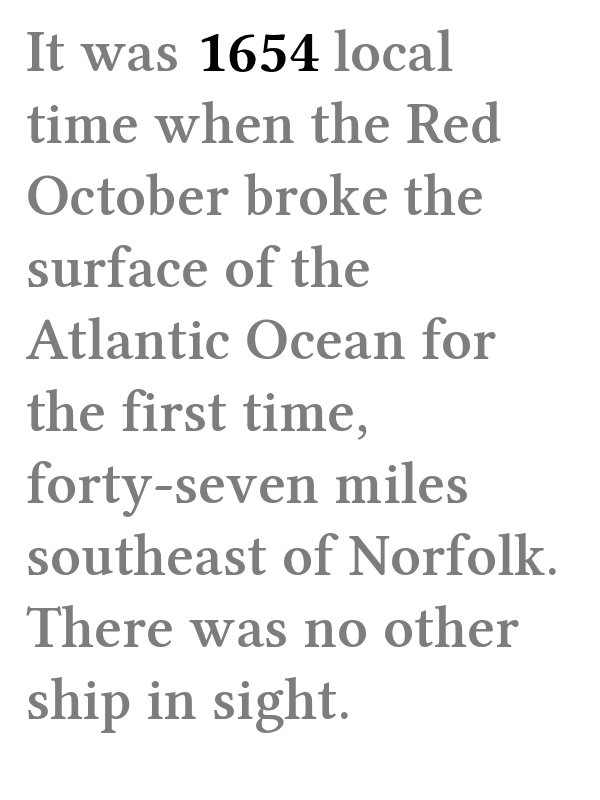 It was 1654 local
time when the Red
October broke the
surface of the
Atlantic Ocean for
the first time,
forty-seven miles
southeast of Norfolk.
There was no other
ship in sight.